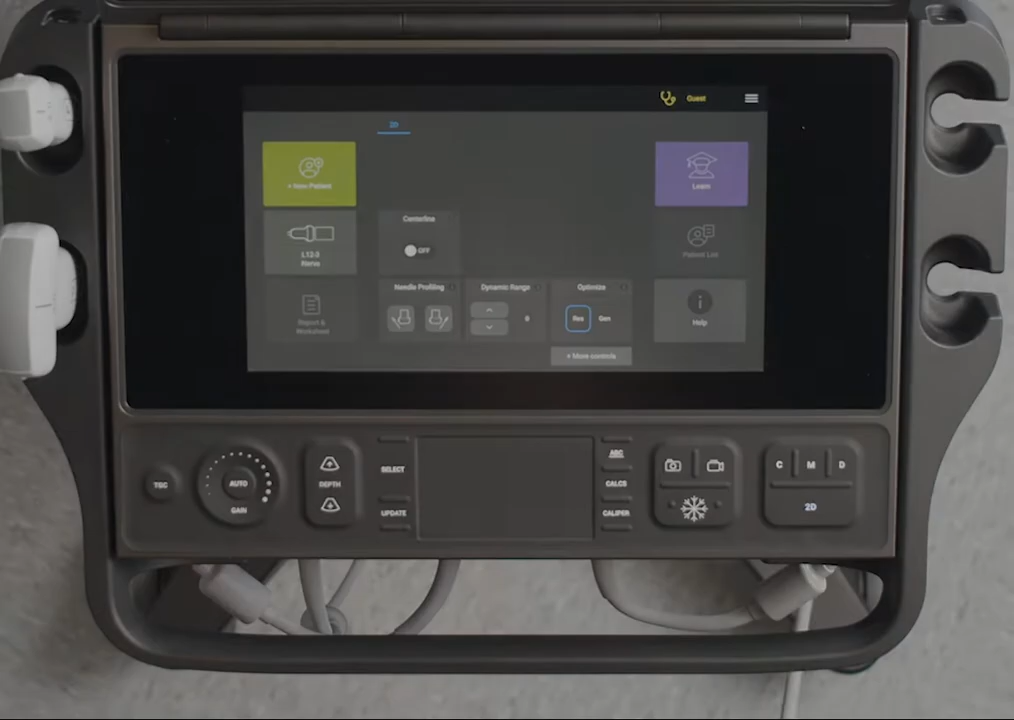 Guest
2D
+ New Patient
Learn
L12-3
Nerve
Centerline
OFF
Patient List
Report &
Worksheet
Needle Profiling
Dynamic Range
0
Optimize
Res
Gen
Help
+ More controls
TGC
AUTO
GAIN
DEPTH
SELECT
UPDATE
ABC
CALCS
CALIPER
C
M
D
2D